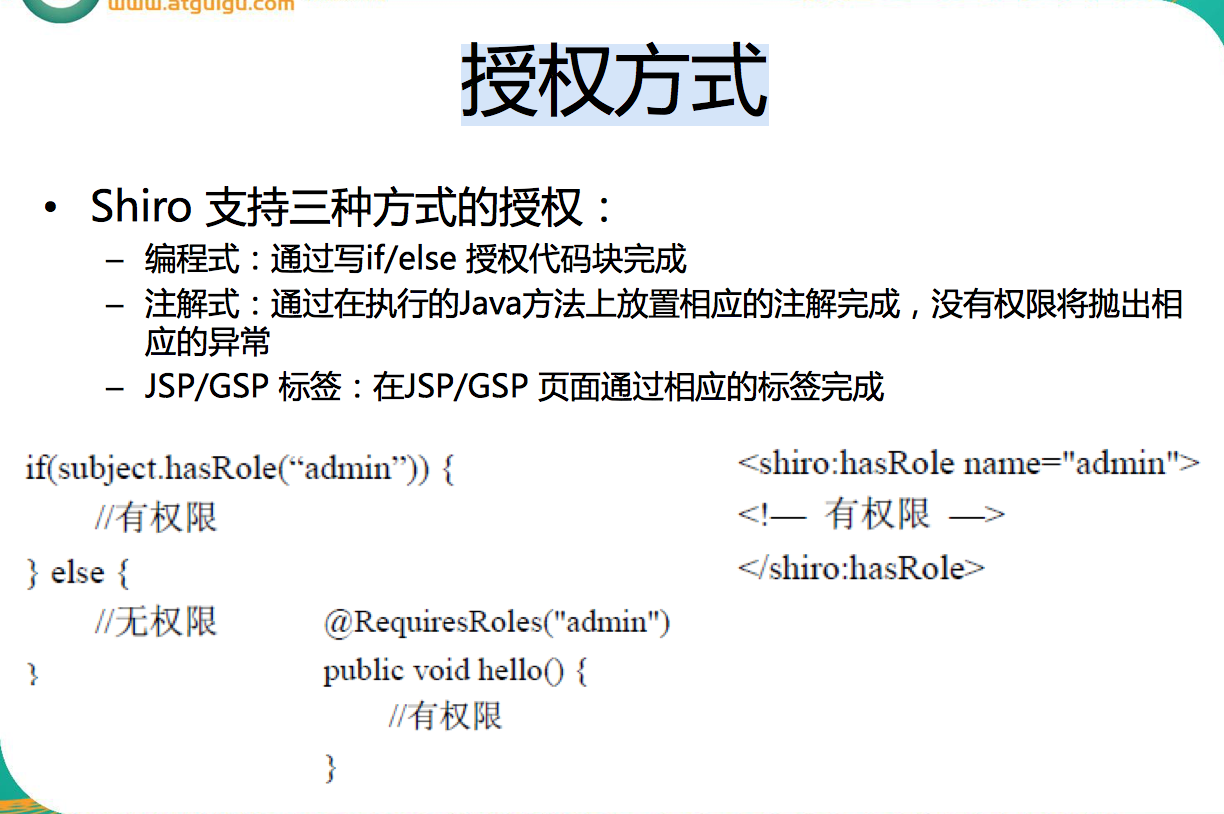 www.atguigu.com
授权方式
• Shiro 支持三种方式的授权：
– 编程式：通过写if/else 授权代码块完成
– 注解式：通过在执行的Java方法上放置相应的注解完成，没有权限将抛出相
应的异常
– JSP/GSP 标签：在JSP/GSP 页面通过相应的标签完成
if(subject.hasRole(“admin”)) {
//有权限
} else {
//无权限
}
@RequiresRoles("admin")
public void hello() {
//有权限
}
<shiro:hasRole name="admin">
<!— 有权限 —>
</shiro:hasRole>